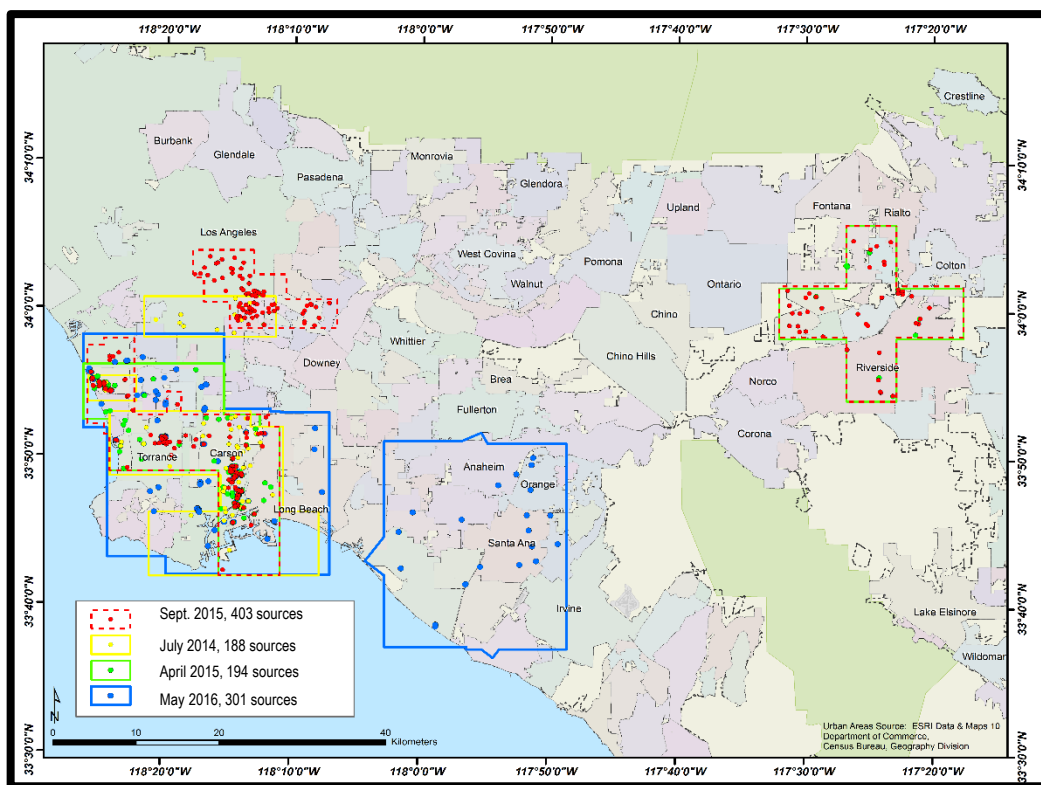 118°20'0"W 118°10'0"W 118°0'0"W 117°50'0"W 117°40'0"W 117°30'0"W 117°20'0"W
34°10'0"N
34°0'0"N
33°50'0"N
33°40'0"N
33°30'0"N
Crestline
Burbank
Glendale
Monrovia
Pasadena
Glendora
Upland
Fontana
Rialto
Los Angeles
West Covina
Pomona
Colton
Walnut
Ontario
Chino
Whittier
Downey
Chino Hills
Brea
Riverside
Norco
Fullerton
Corona
Torrance
Carson
Anaheim
Orange
Long Beach
Santa Ana
Irvine
Lake Elsinore
Wildomar
Sept. 2015, 403 sources
July 2014, 188 sources
April 2015, 194 sources
May 2016, 301 sources
N
0 10 20 40
Kilometers
Urban Areas Source: ESRI Data & Maps 10
Department of Commerce,
Census Bureau, Geography Division
34°10'0"N
34°0'0"N
33°50'0"N
33°40'0"N
33°30'0"N
118°20'0"W 118°10'0"W 118°0'0"W 117°50'0"W 117°40'0"W 117°30'0"W 117°20'0"W